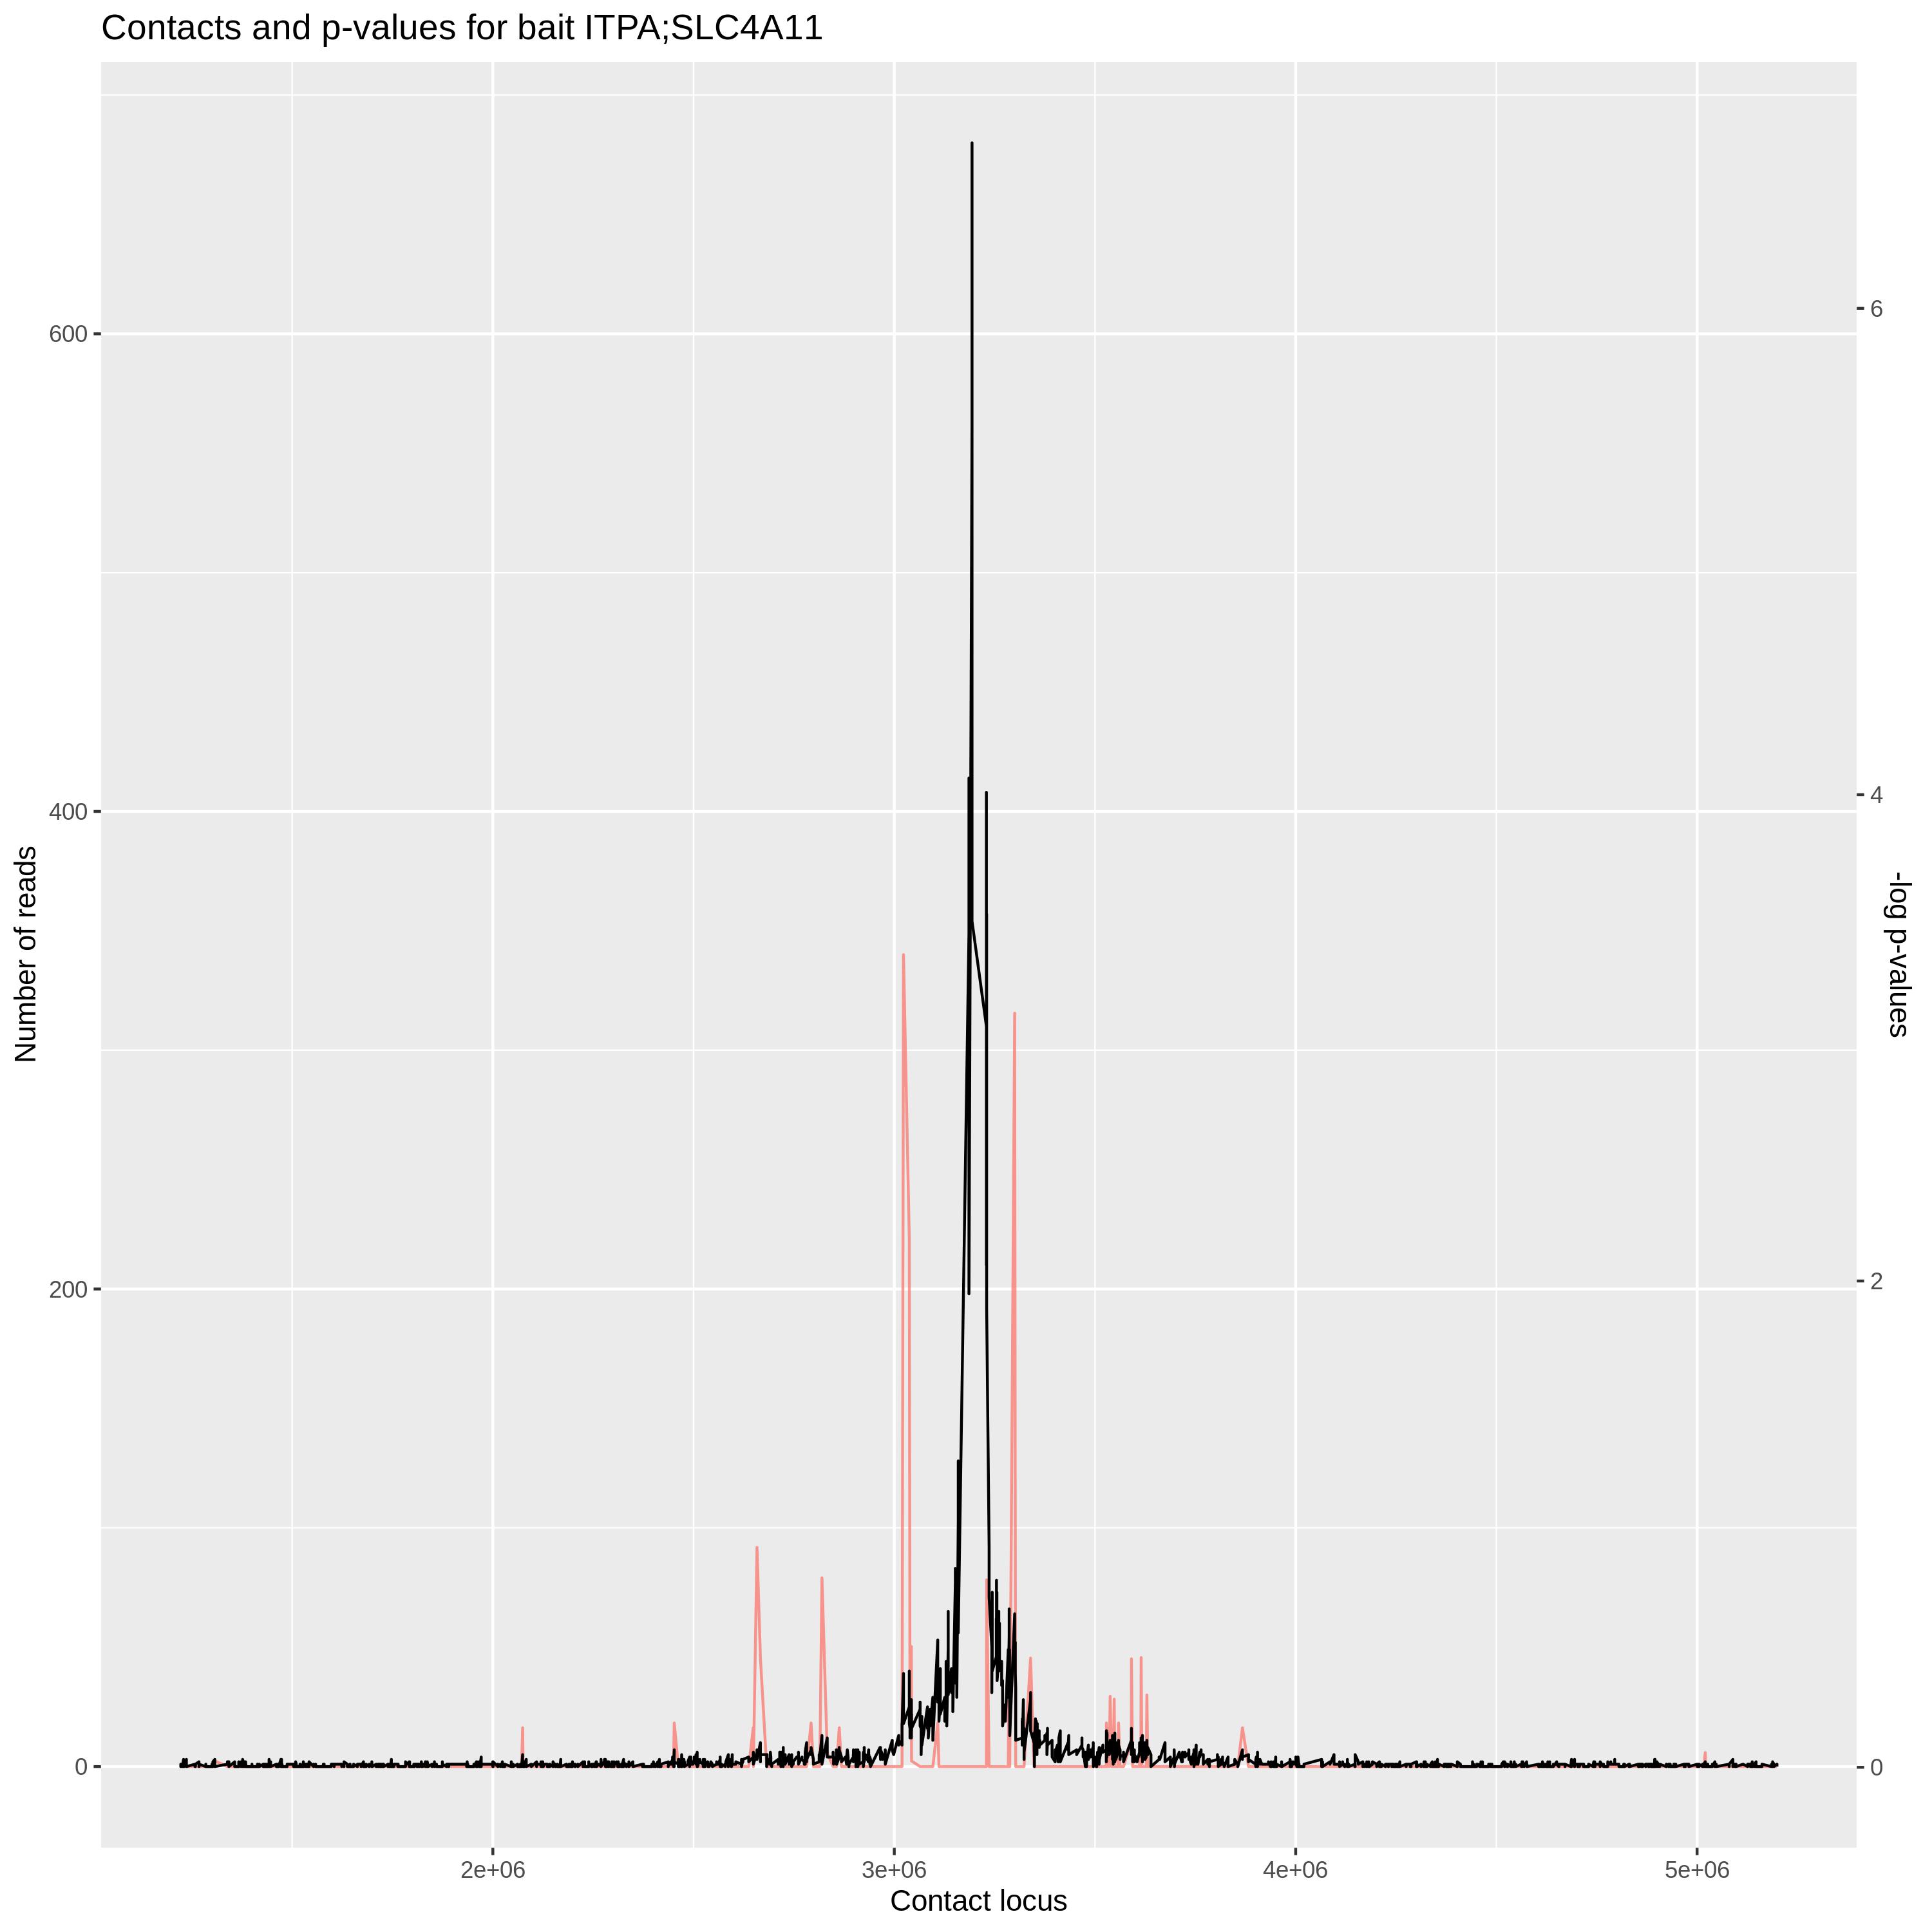 Contacts and p-values for bait ITPA;SLC4A11
Number of reads
600
400
200
0
6
4
2
0
-log p-values
2e+06
3e+06
4e+06
5e+06
Contact locus